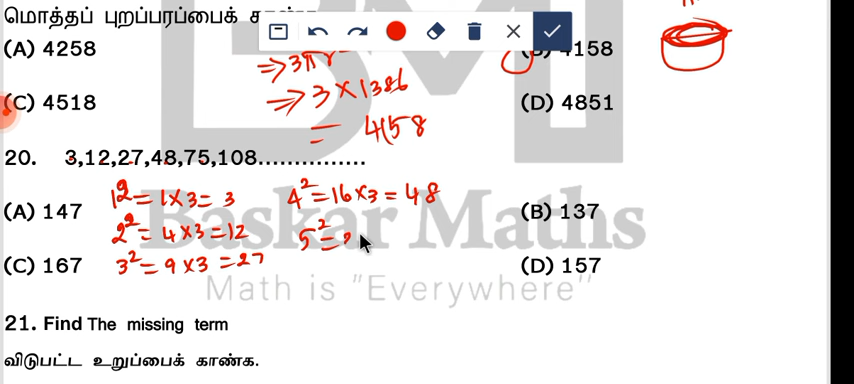 மொத்தப் புறப்பரப்பைக்
(A) 4258
4158
⇒ 3π
⇒ 3 × 1386
(C) 4518
(D) 4851
= 4158
20. 3,12,27,48,75,108...............
1² = 1 × 3 = 3
4² = 16 × 3 = 48
(A) 147
(B) 137
2² = 4 × 3 = 12
5² =
Baskar Maths
3² = 9 × 3 = 27
(C) 167
(D) 157
Math is "Everywhere"
21. Find The missing term
விடுபட்ட உறுப்பைக் காண்க.